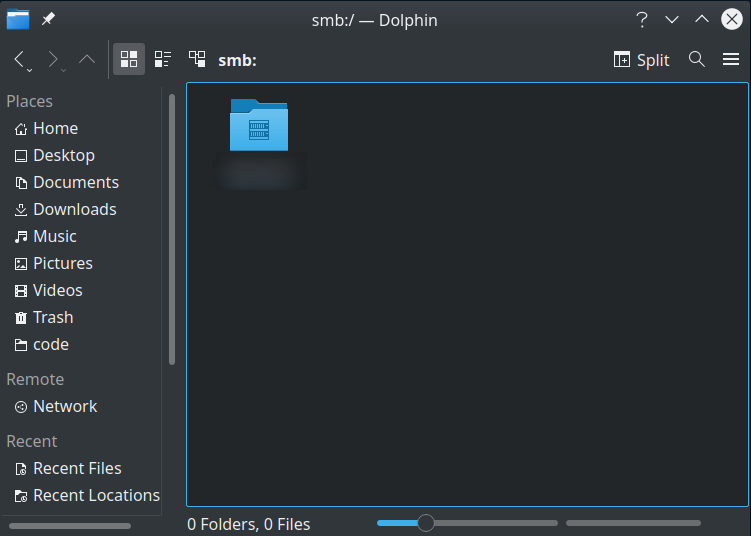 smb:/ — Dolphin
smb:
Split
Places
Home
Desktop
Documents
Downloads
Music
Pictures
Videos
Trash
code
Remote
Network
Recent
Recent Files
Recent Locations
0 Folders, 0 Files